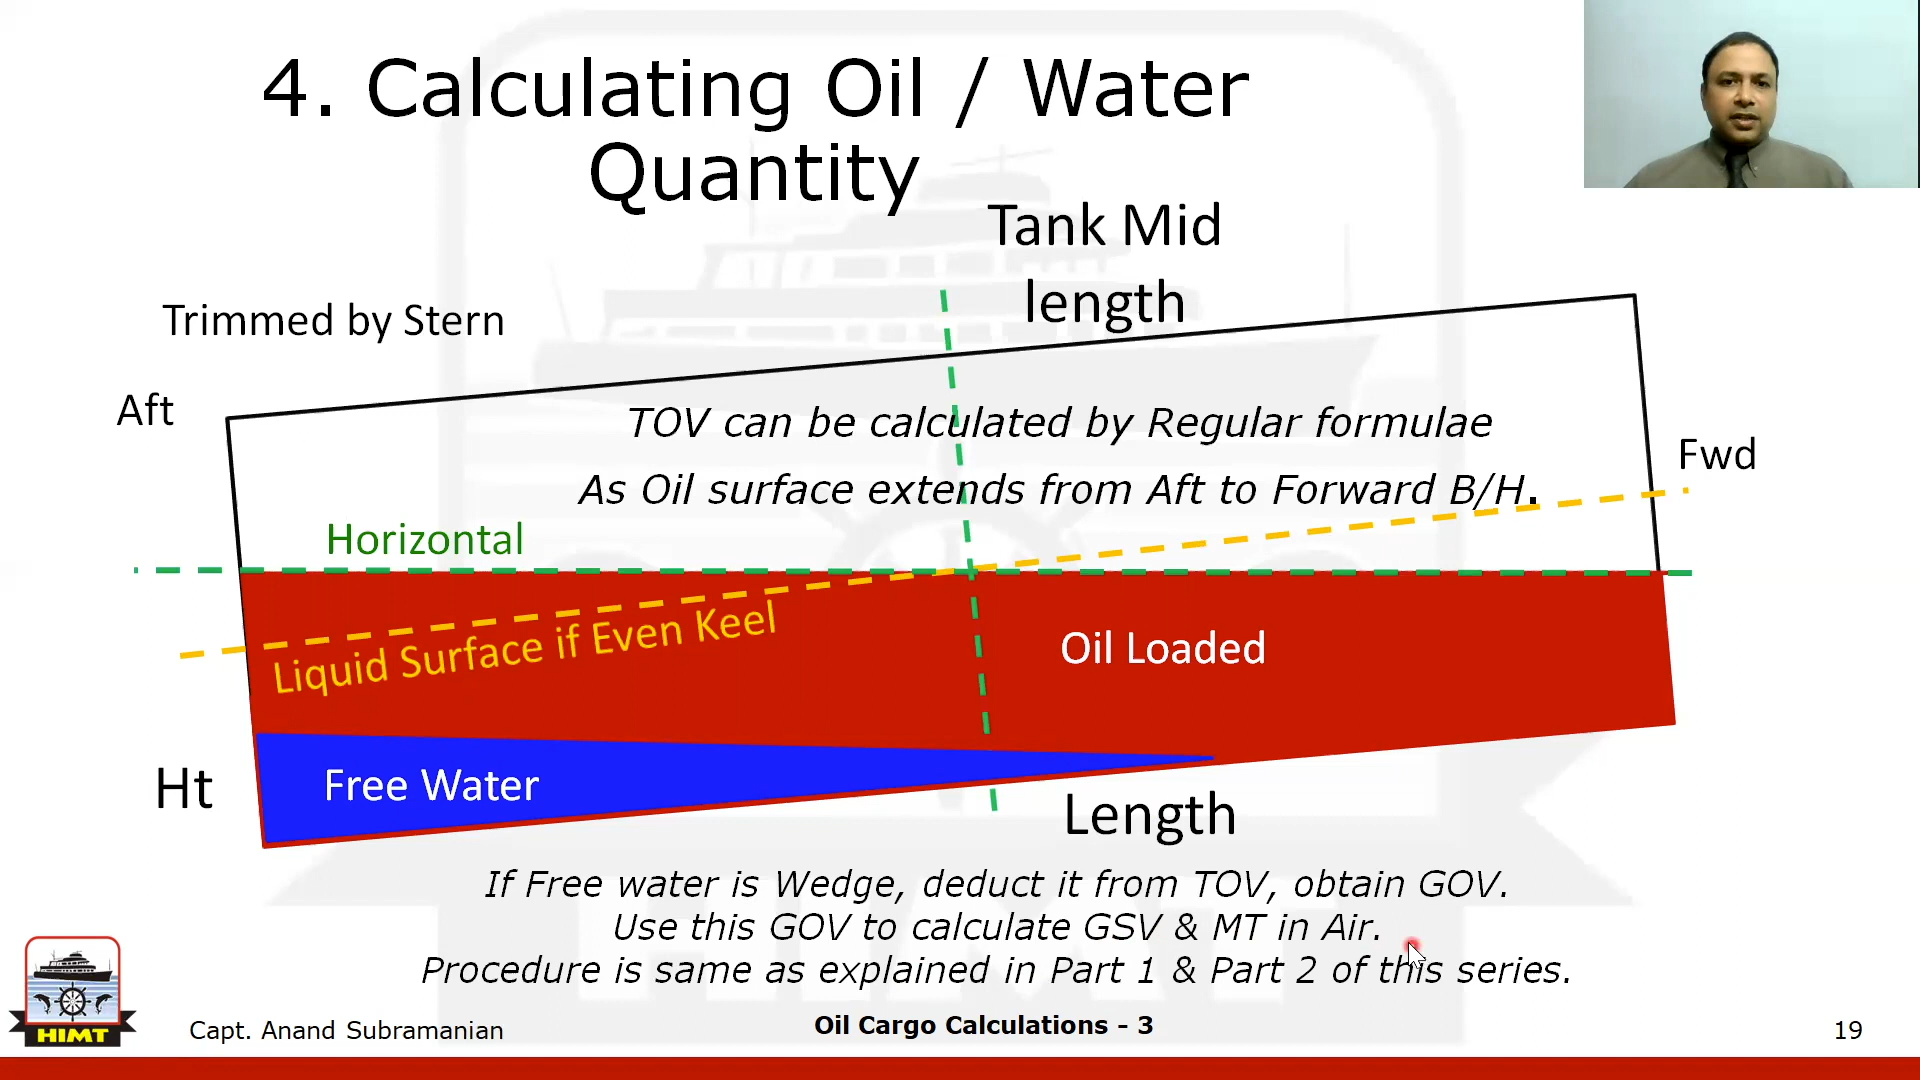 4. Calculating Oil / Water
Quantity
Tank Mid
length
Trimmed by Stern
Aft
TOV can be calculated by Regular formulae
Fwd
As Oil surface extends from Aft to Forward B/H.
Horizontal
Liquid Surface if Even Keel
Oil Loaded
Ht
Free Water
Length
If Free water is Wedge, deduct it from TOV, obtain GOV.
Use this GOV to calculate GSV & MT in Air.
Procedure is same as explained in Part 1 & Part 2 of this series.
HIMT
Capt. Anand Subramanian
Oil Cargo Calculations - 3
19